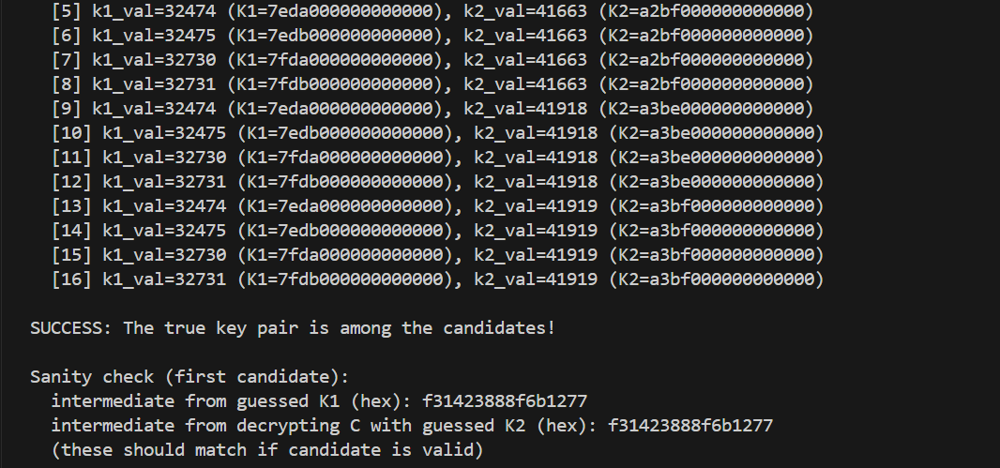 [5] k1_val=32474 (K1=7eda000000000000), k2_val=41663 (K2=a2bf000000000000)
[6] k1_val=32475 (K1=7edb000000000000), k2_val=41663 (K2=a2bf000000000000)
[7] k1_val=32730 (K1=7fda000000000000), k2_val=41663 (K2=a2bf000000000000)
[8] k1_val=32731 (K1=7fdb000000000000), k2_val=41663 (K2=a2bf000000000000)
[9] k1_val=32474 (K1=7eda000000000000), k2_val=41918 (K2=a3be000000000000)
[10] k1_val=32475 (K1=7edb000000000000), k2_val=41918 (K2=a3be000000000000)
[11] k1_val=32730 (K1=7fda000000000000), k2_val=41918 (K2=a3be000000000000)
[12] k1_val=32731 (K1=7fdb000000000000), k2_val=41918 (K2=a3be000000000000)
[13] k1_val=32474 (K1=7eda000000000000), k2_val=41919 (K2=a3bf000000000000)
[14] k1_val=32475 (K1=7edb000000000000), k2_val=41919 (K2=a3bf000000000000)
[15] k1_val=32730 (K1=7fda000000000000), k2_val=41919 (K2=a3bf000000000000)
[16] k1_val=32731 (K1=7fdb000000000000), k2_val=41919 (K2=a3bf000000000000)
SUCCESS: The true key pair is among the candidates!
Sanity check (first candidate):
intermediate from guessed K1 (hex): f31423888f6b1277
intermediate from decrypting C with guessed K2 (hex): f31423888f6b1277
(these should match if candidate is valid)